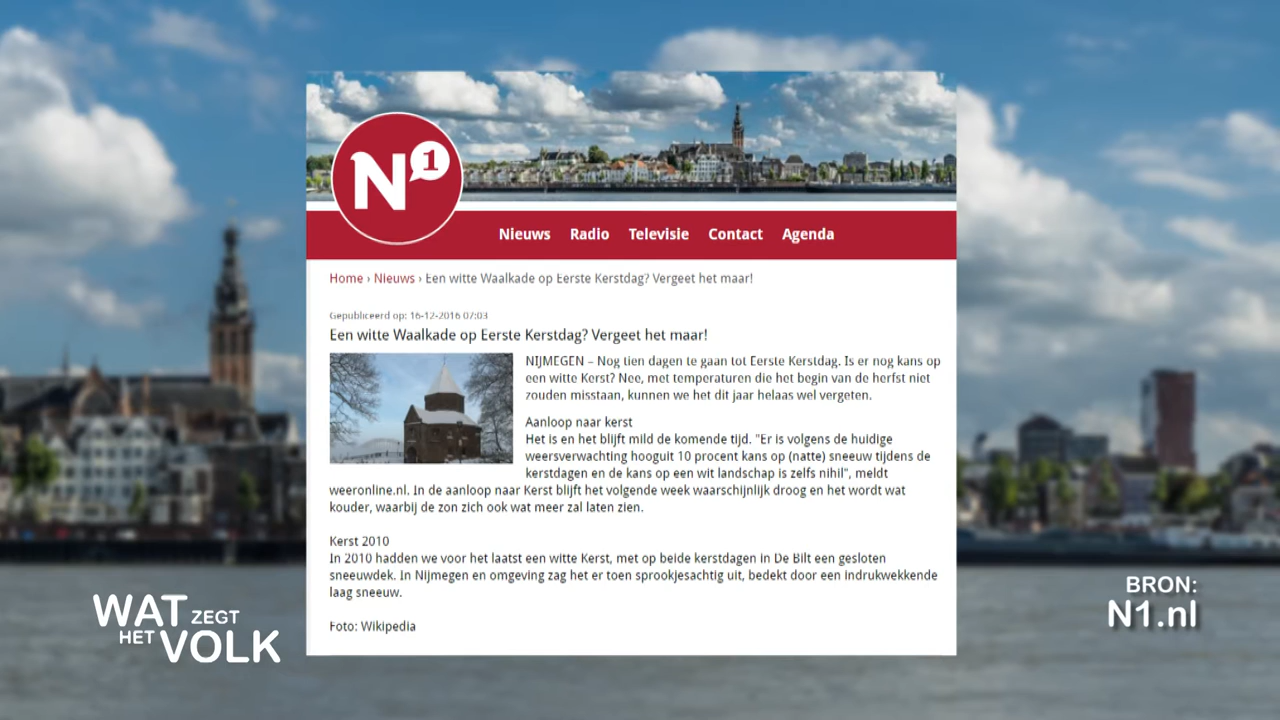 N1
Nieuws Radio Televisie Contact Agenda
Home › Nieuws › Een witte Waalkade op Eerste Kerstdag? Vergeet het maar!
Gepubliceerd op: 16-12-2016 07:03
Een witte Waalkade op Eerste Kerstdag? Vergeet het maar!
NIJMEGEN – Nog tien dagen te gaan tot Eerste Kerstdag. Is er nog kans op
een witte Kerst? Nee, met temperaturen die het begin van de herfst niet
zouden misstaan, kunnen we het dit jaar helaas wel vergeten.
Aanloop naar kerst
Het is en het blijft mild de komende tijd. "Er is volgens de huidige
weersverwachting hooguit 10 procent kans op (natte) sneeuw tijdens de
kerstdagen en de kans op een wit landschap is zelfs nihil", meldt
weeronline.nl. In de aanloop naar Kerst blijft het volgende week waarschijnlijk droog en het wordt wat
kouder, waarbij de zon zich ook wat meer zal laten zien.
Kerst 2010
In 2010 hadden we voor het laatst een witte Kerst, met op beide kerstdagen in De Bilt een gesloten
sneeuwdek. In Nijmegen en omgeving zag het er toen sprookjesachtig uit, bedekt door een indrukwekkende
laag sneeuw.
Foto: Wikipedia
WAT ZEGT
HET VOLK
BRON:
N1.nl